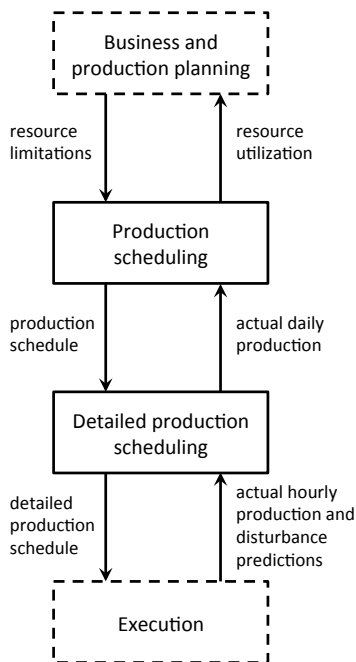 Business and
production planning
resource
limitations
resource
utilization
Production
scheduling
production
schedule
actual daily
production
Detailed production
scheduling
detailed
production
schedule
actual hourly
production and
disturbance
predictions
Execution